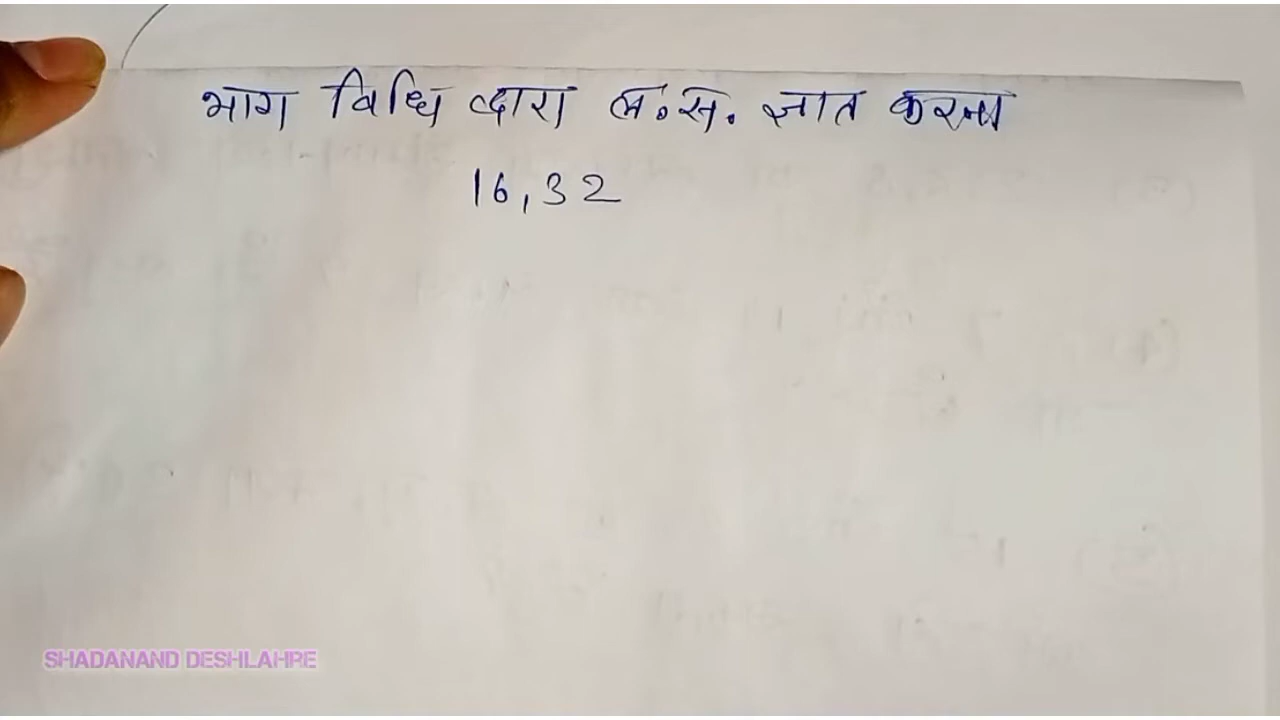 भाग विधि व्दारा ल.स. ज्ञात करना
16,32
SHADANAND DESHLAHRE